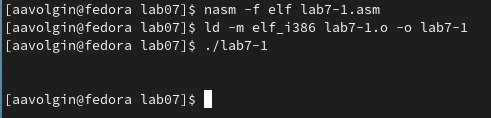 [aavolgin@fedora lab07]$ nasm -f elf lab7-1.asm
[aavolgin@fedora lab07]$ ld -m elf_i386 lab7-1.o -o lab7-1
[aavolgin@fedora lab07]$ ./lab7-1
[aavolgin@fedora lab07]$